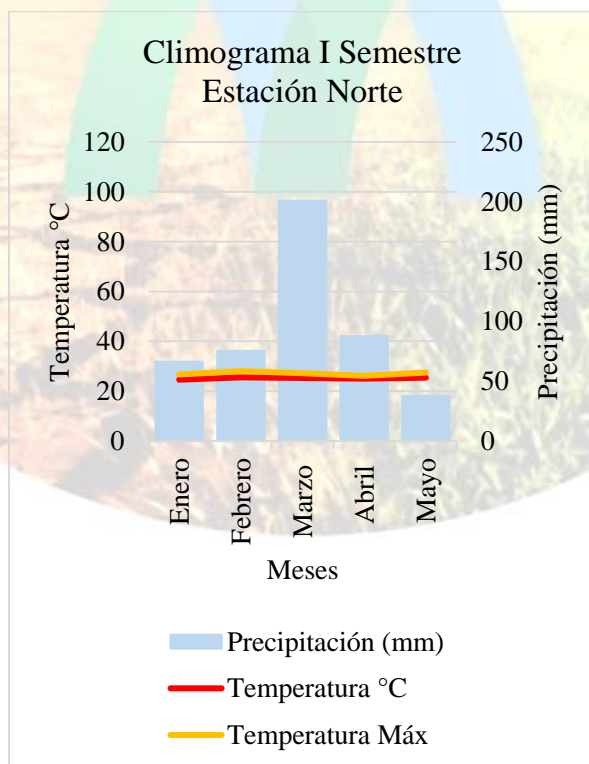 Climograma I Semestre
Estación Norte
Temperatura °C
120
100
80
60
40
20
0
250
200
150
100
50
0
Precipitación (mm)
Enero
Febrero
Marzo
Abril
Mayo
Meses
Precipitación (mm)
Temperatura °C
Temperatura Máx